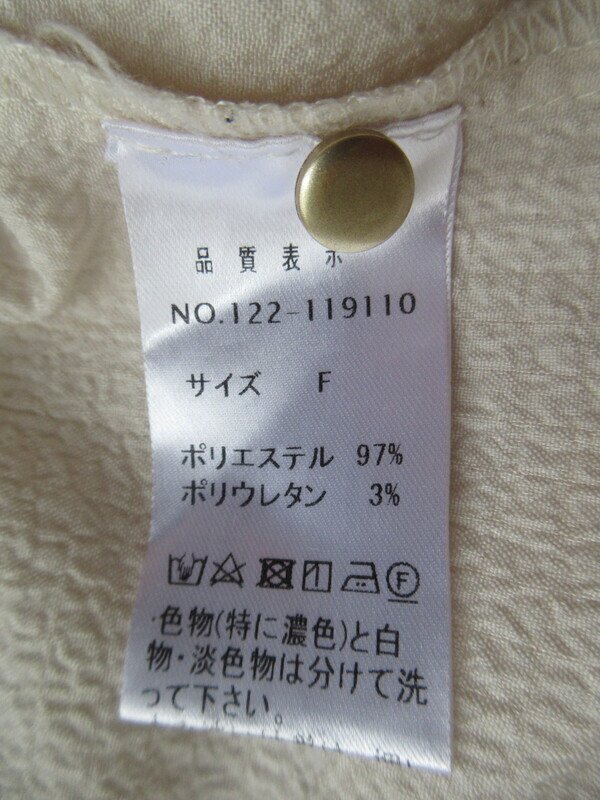 品質表示
NO.122-119110
サイズ F
ポリエステル 97%
ポリウレタン 3%
F
・色物(特に濃色)と白
物・淡色物は分けて洗
って下さい。